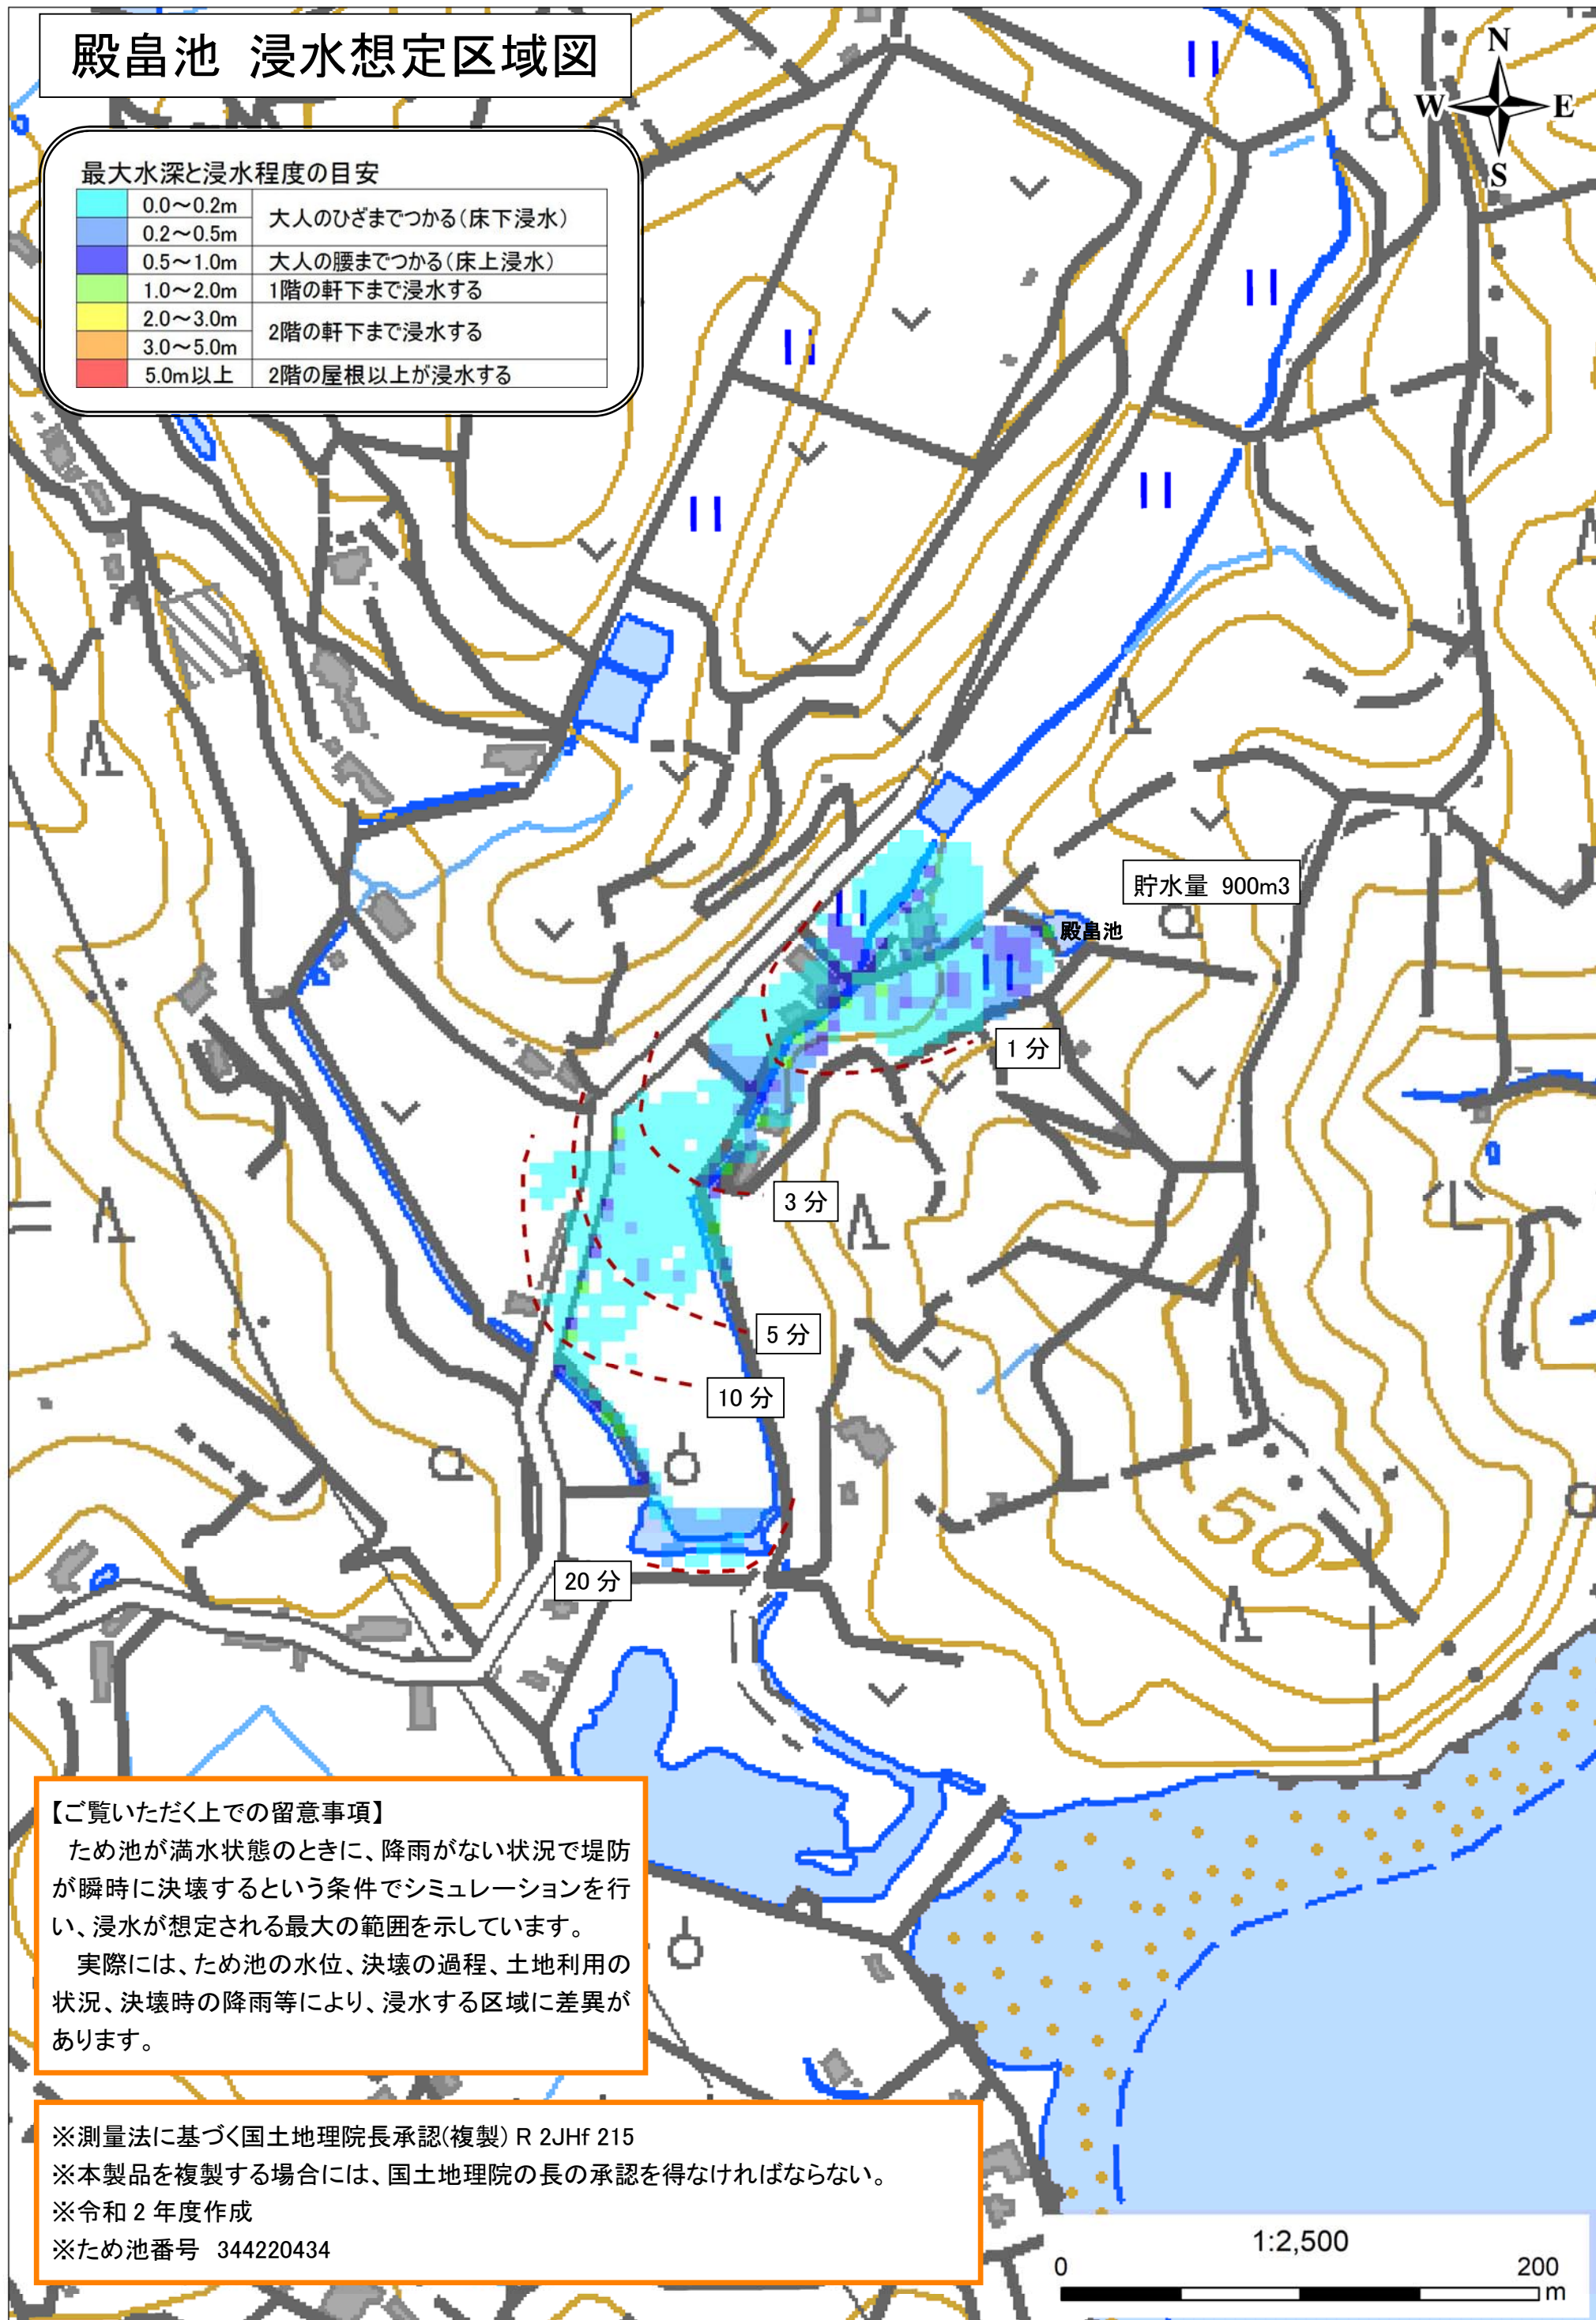 殿畠池 浸水想定区域図
N
W E
S
最大水深と浸水程度の目安
0.0～0.2m
大人のひざまでつかる（床下浸水）
0.2～0.5m
0.5～1.0m 大人の腰までつかる（床上浸水）
1.0～2.0m 1階の軒下まで浸水する
2.0～3.0m
2階の軒下まで浸水する
3.0～5.0m
5.0m以上 2階の屋根以上が浸水する
貯水量 900m3
殿畠池
1 分
3 分
5 分
10 分
50
20 分
【ご覧いただく上での留意事項】
ため池が満水状態のときに、降雨がない状況で堤防
が瞬時に決壊するという条件でシミュレーションを行
い、浸水が想定される最大の範囲を示しています。
実際には、ため池の水位、決壊の過程、土地利用の
状況、決壊時の降雨等により、浸水する区域に差異が
あります。
※測量法に基づく国土地理院長承認(複製) R 2JHf 215
※本製品を複製する場合には、国土地理院の長の承認を得なければならない。
※令和 2 年度作成
※ため池番号 344220434
1:2,500
0 200
m